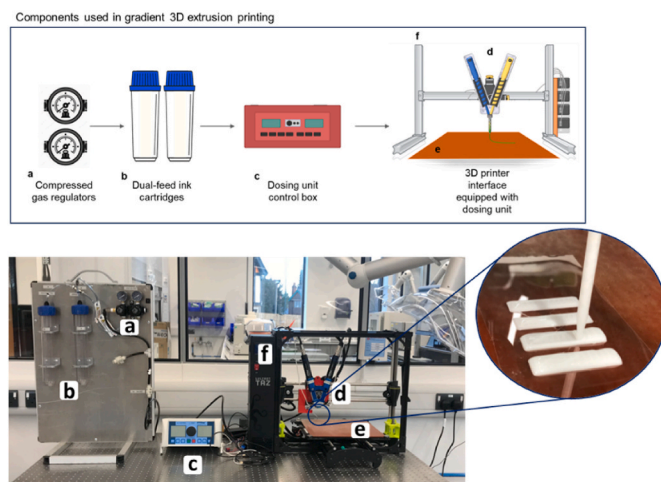 Components used in gradient 3D extrusion printing
f
d
a
Compressed
gas regulators
b
Dual-feed ink
cartridges
c
Dosing unit
control box
e
3D printer
interface
equipped with
dosing unit
a
b
c
f
TRZ
d
e